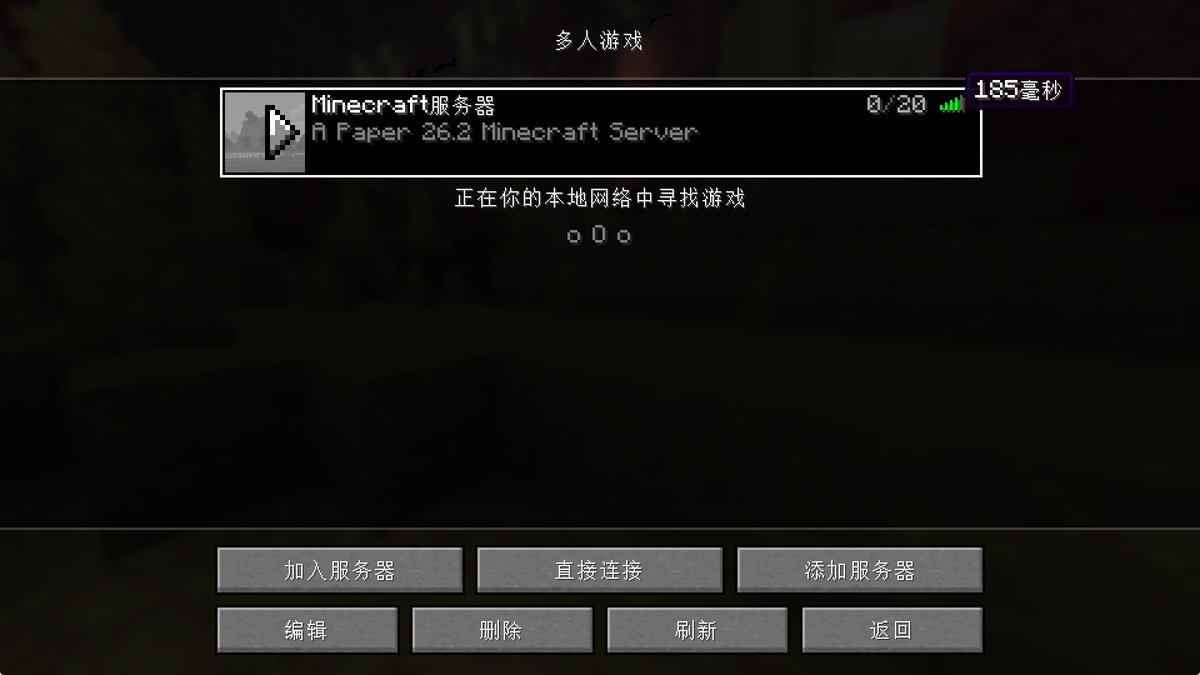 多人游戏
Minecraft服务器 0/20 185毫秒
A Paper 26.2 Minecraft Server
正在你的本地网络中寻找游戏
o O o
加入服务器 直接连接 添加服务器
编辑 删除 刷新 返回